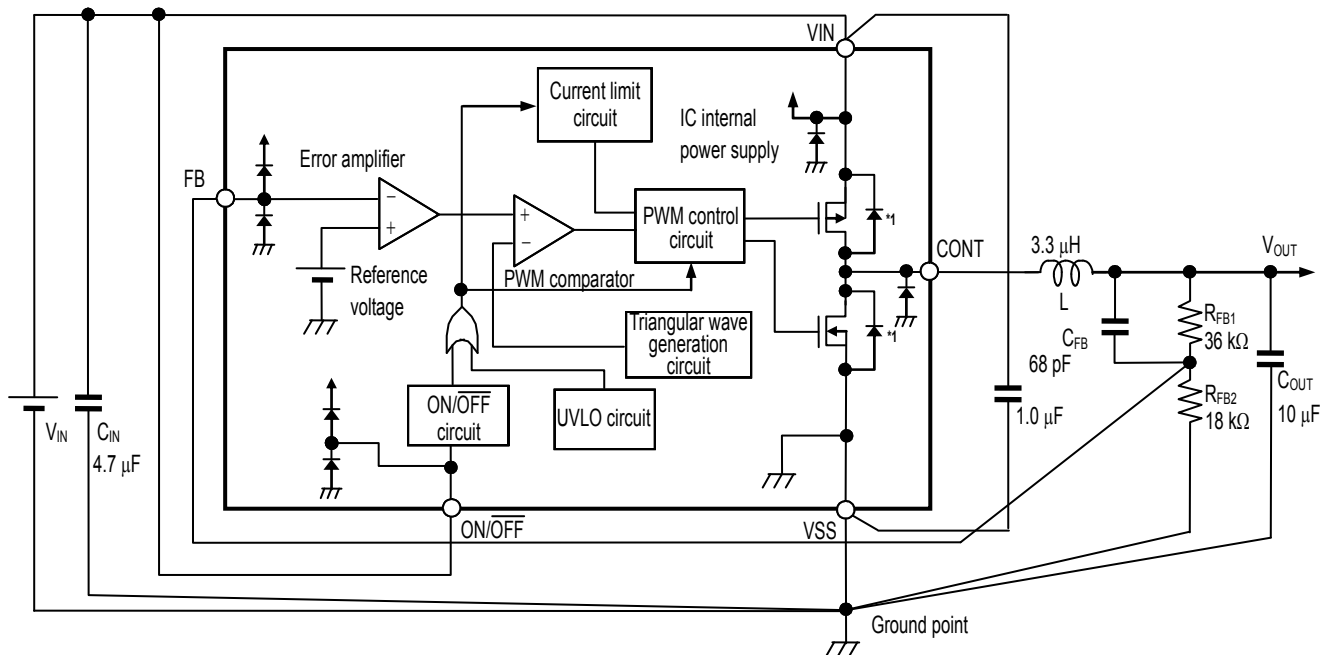 VIN
Current limit
circuit
IC internal
power supply
Error amplifier
FB
−
+
+
−
PWM control
circuit
*1
CONT
3.3 μH
L
VOUT
Reference
voltage
PWM comparator
Triangular wave
generation
circuit
*1
CFB
68 pF
RFB1
36 kΩ
RFB2
18 kΩ
COUT
10 μF
1.0 μF
ON/OFF
circuit
UVLO circuit
VIN
CIN
4.7 μF
ON/OFF
VSS
Ground point